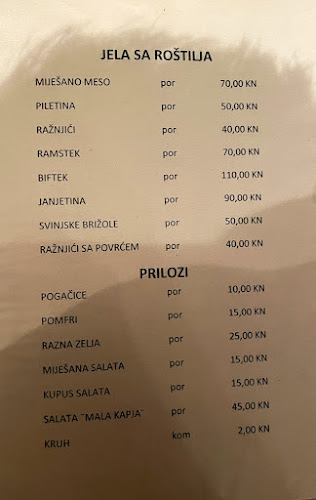 JELA SA ROŠTILJA
MIJEŠANO MESO por 70,00 KN
PILETINA por 50,00 KN
RAŽNJIĆI por 40,00 KN
RAMSTEK por 70,00 KN
BIFTEK por 110,00 KN
JANJETINA por 90,00 KN
SVINJSKE BRIŽOLE por 50,00 KN
RAŽNJIĆI SA POVRĆEM por 40,00 KN
PRILOZI
POGAČICE por 10,00 KN
POMFRI por 15,00 KN
RAZNA ZELJA por 25,00 KN
MIJEŠANA SALATA por 15,00 KN
KUPUS SALATA por 15,00 KN
SALATA ¨MALA KAPJA¨ por 45,00 KN
KRUH kom 2,00 KN